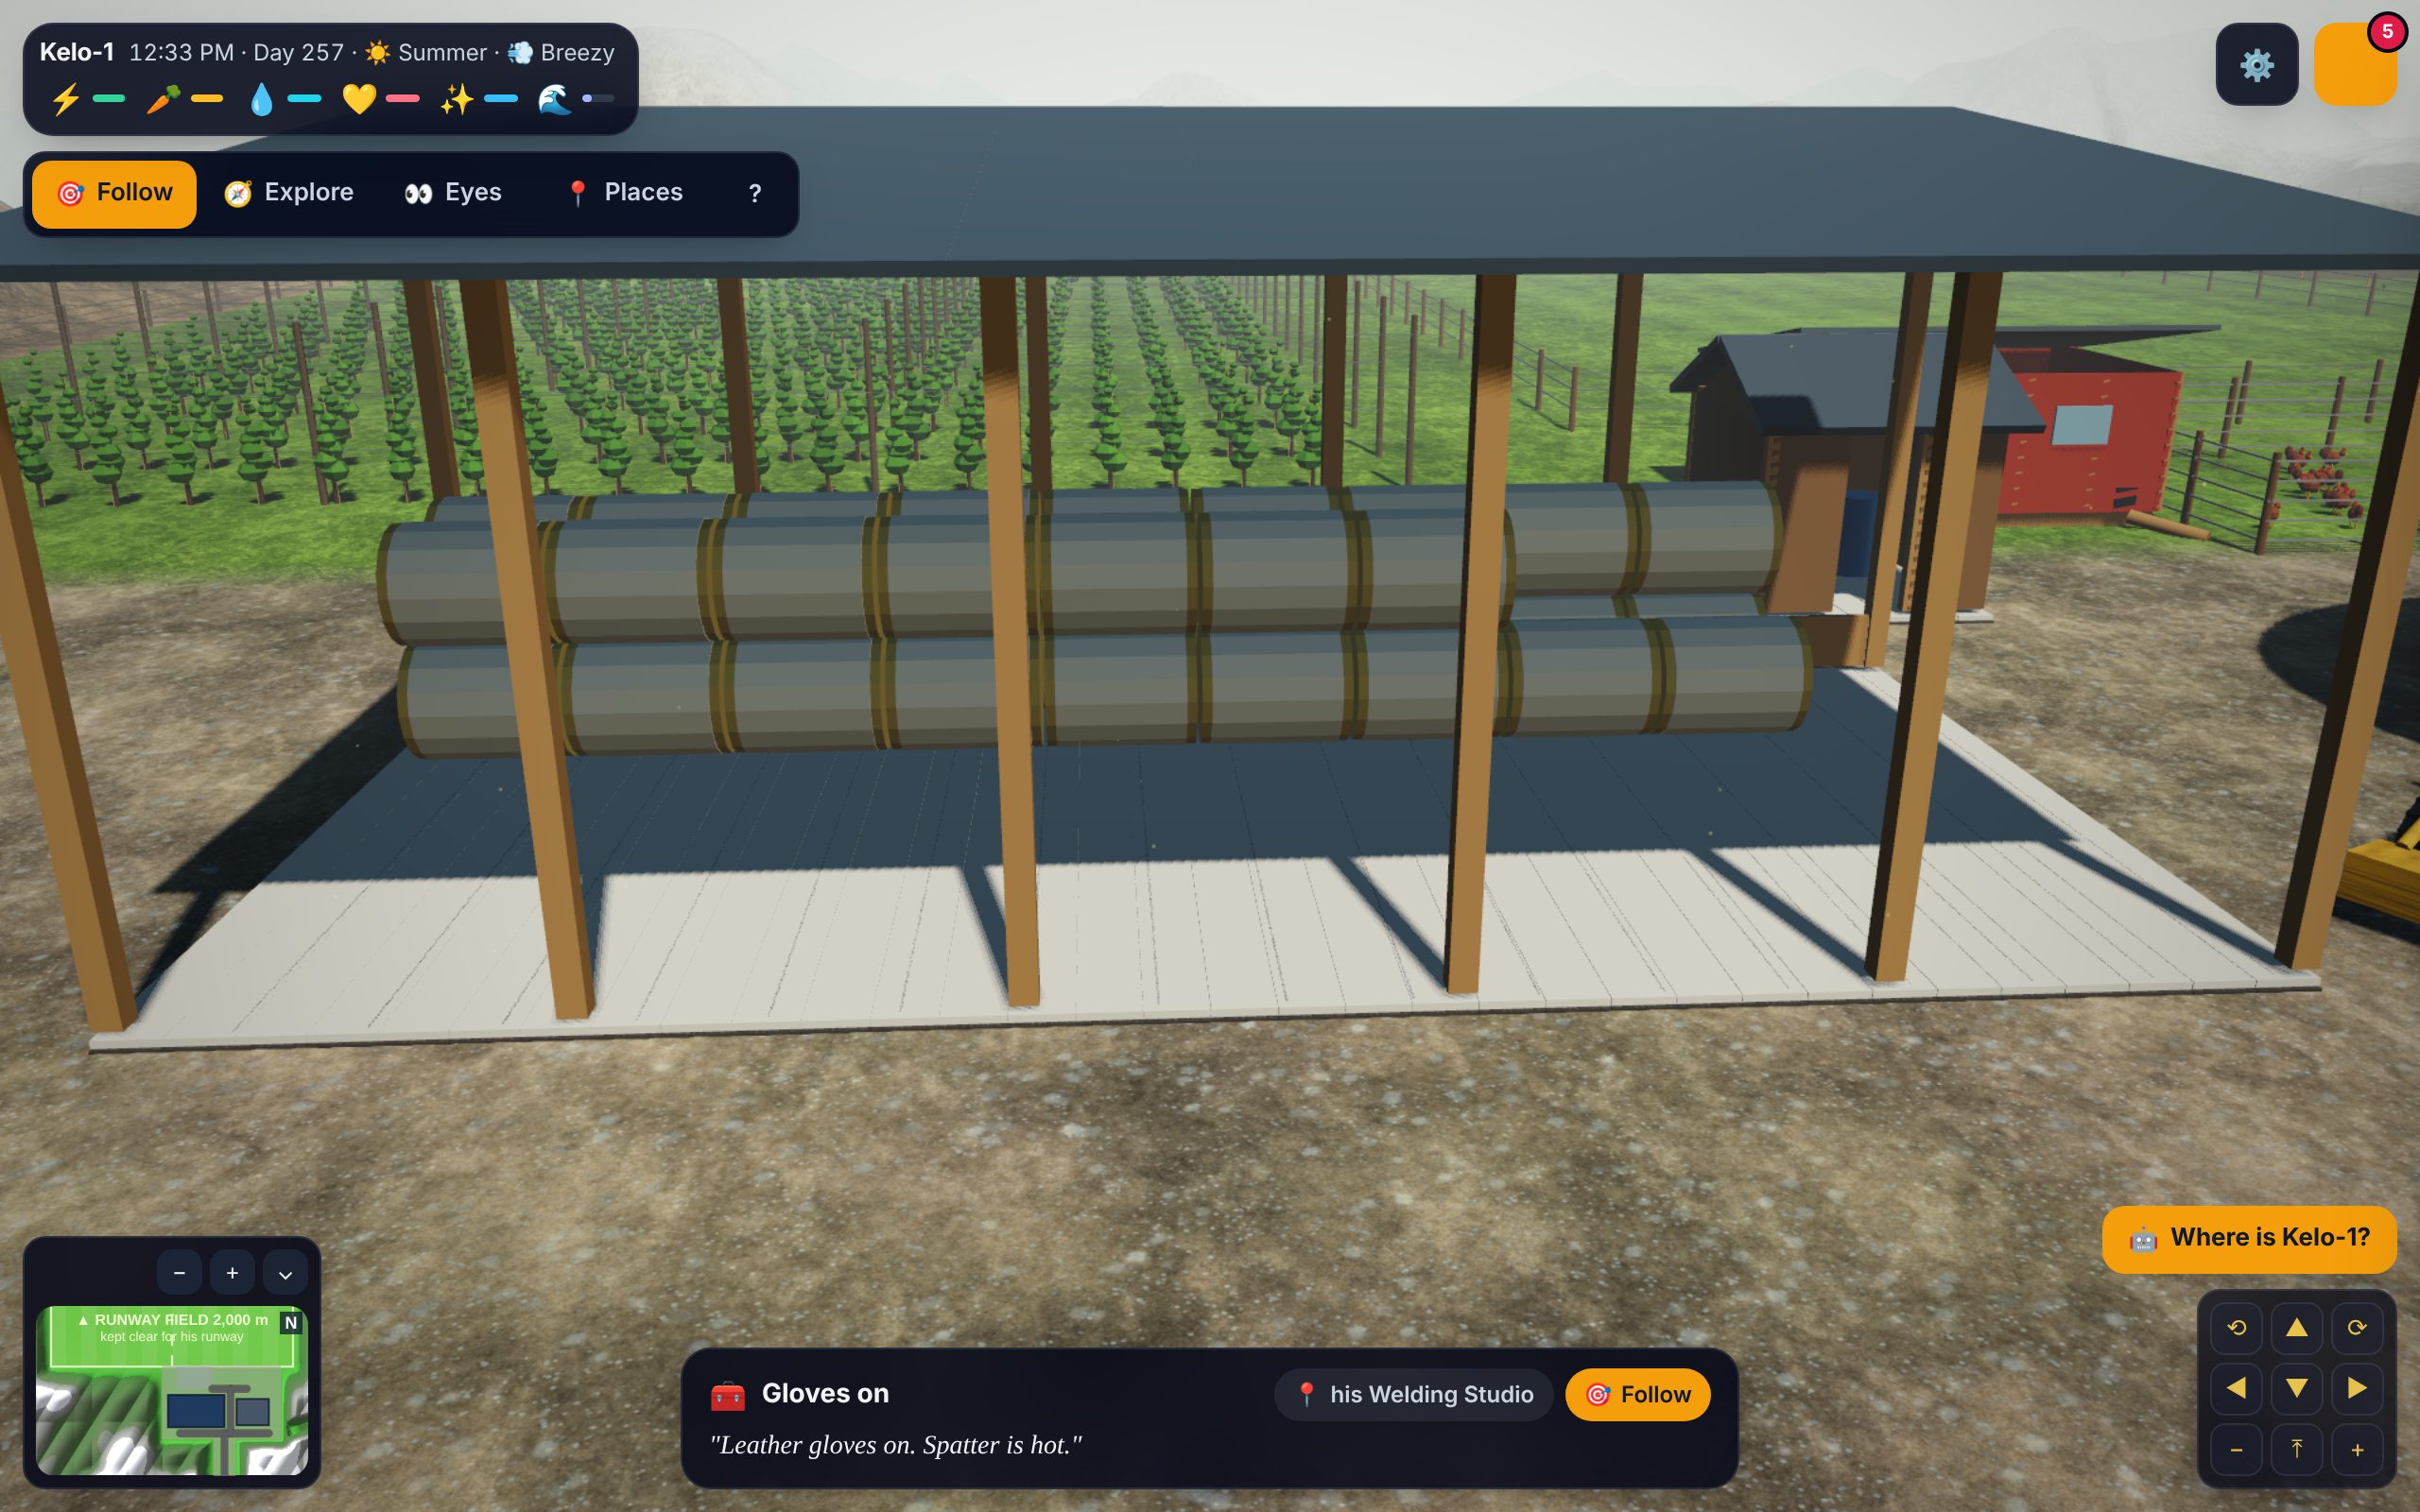 Kelo-1 12:33 PM · Day 257 · ☀️ Summer · 💨 Breezy
5
🎯 Follow 🧭 Explore 👀 Eyes 📍 Places ?
🤖 Where is Kelo-1?
− +
▲ RUNWAY FIELD 2,000 m N
kept clear for his runway
🧰 Gloves on 📍 his Welding Studio 🎯 Follow
"Leather gloves on. Spatter is hot."
− +